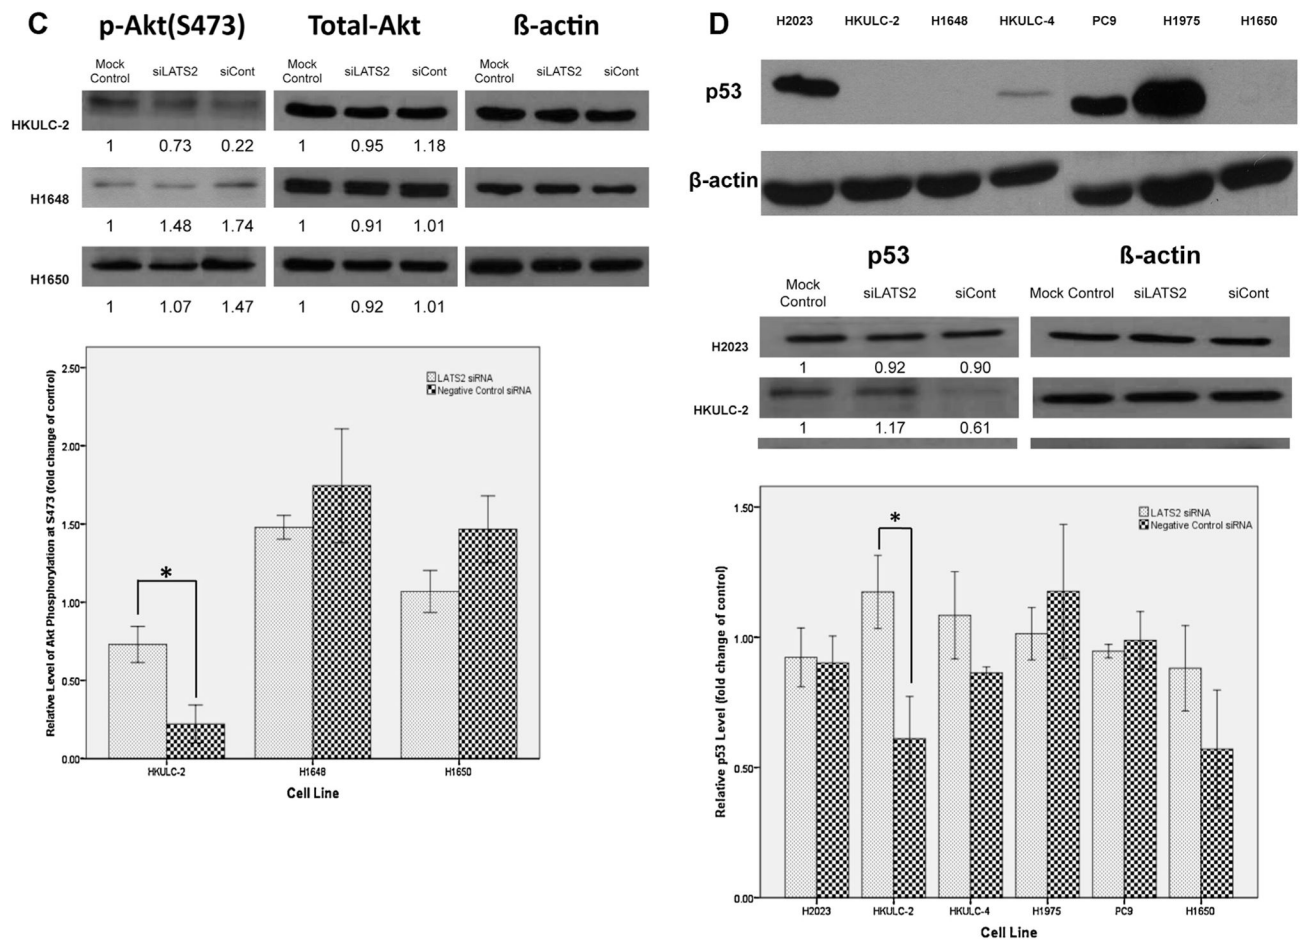 C
p-Akt(S473) Total-Akt ß-actin
Mock Control siLATS2 siCont Mock Control siLATS2 siCont Mock Control siLATS2 siCont
HKULC-2
1 0.73 0.22 1 0.95 1.18
H1648
1 1.48 1.74 1 0.91 1.01
H1650
1 1.07 1.47 1 0.92 1.01
Relative Level of Akt Phosphorylation at S473 (fold change of control)
2.50
2.00
1.50
1.00
0.50
0.00
LATS2 siRNA
Negative Control siRNA
*
HKULC-2 H1648 H1650
Cell Line
D
H2023 HKULC-2 H1648 HKULC-4 PC9 H1975 H1650
p53
ß-actin
p53 ß-actin
Mock Control siLATS2 siCont Mock Control siLATS2 siCont
H2023
1 0.92 0.90
HKULC-2
1 1.17 0.61
Relative p53 Level (fold change of control)
1.50
1.00
0.50
0.00
LATS2 siRNA
Negative Control siRNA
*
H2023 HKULC-2 HKULC-4 H1975 PC9 H1650
Cell Line